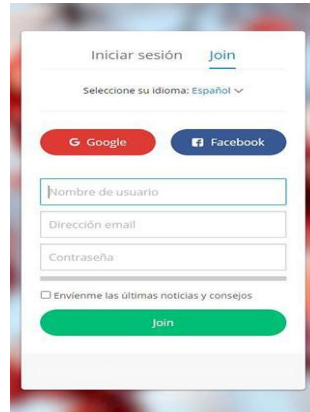 Iniciar sesión Join
Seleccione su idioma: Español
G Google Facebook
Nombre de usuario
Dirección email
Contraseña
Envíenme las últimas noticias y consejos
Join